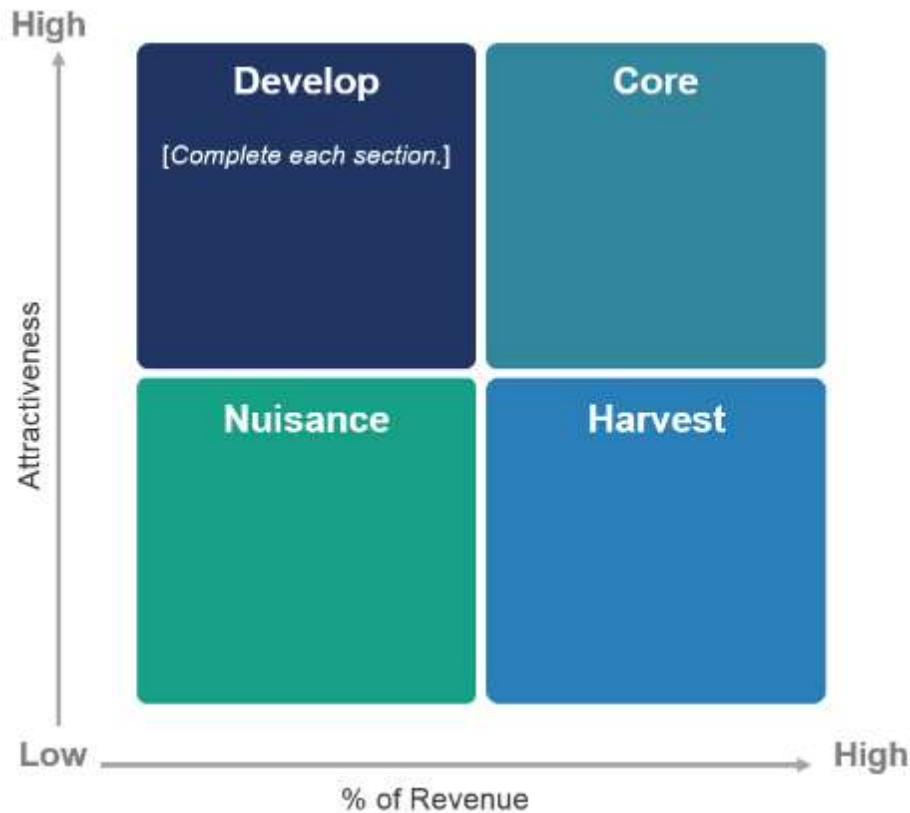 High
Develop
Core
[Complete each section.]
Attractiveness
Nuisance
Harvest
Low
High
% of Revenue